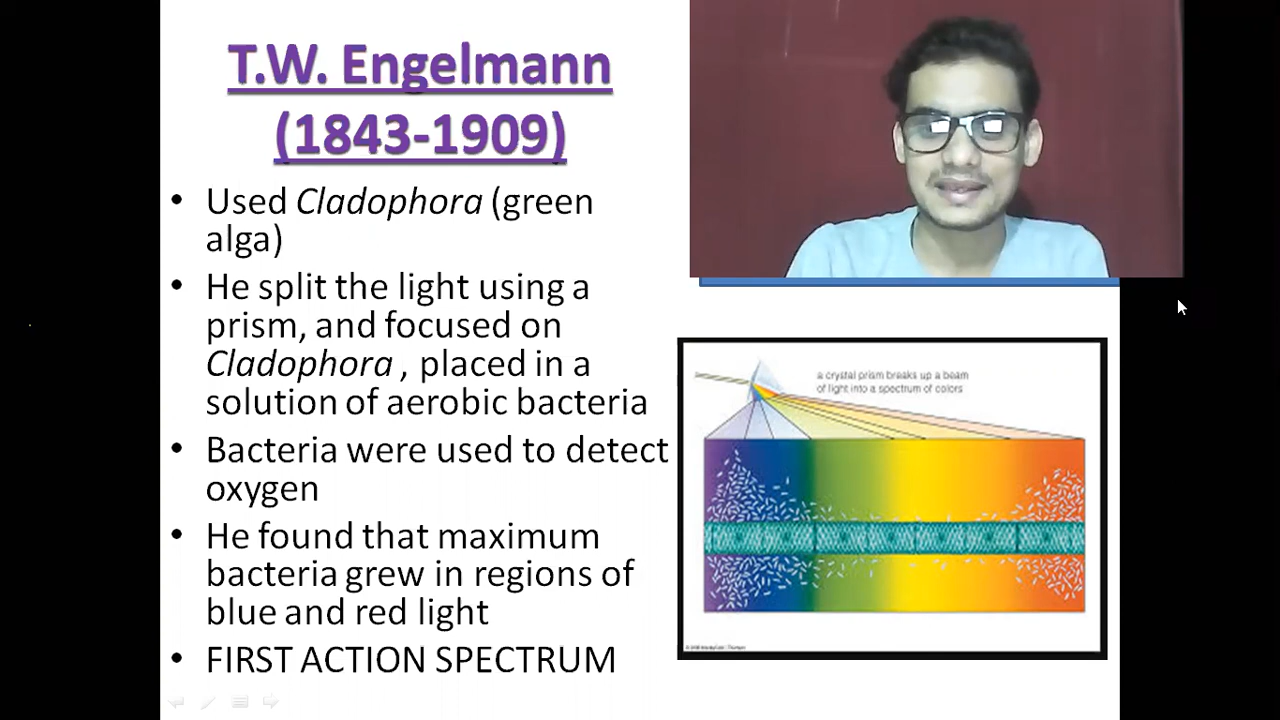 T.W. Engelmann
(1843-1909)
• Used Cladophora (green
alga)
• He split the light using a
prism, and focused on
Cladophora , placed in a
solution of aerobic bacteria
• Bacteria were used to detect
oxygen
• He found that maximum
bacteria grew in regions of
blue and red light
• FIRST ACTION SPECTRUM
a crystal prism breaks up a beam
of light into a spectrum of colors